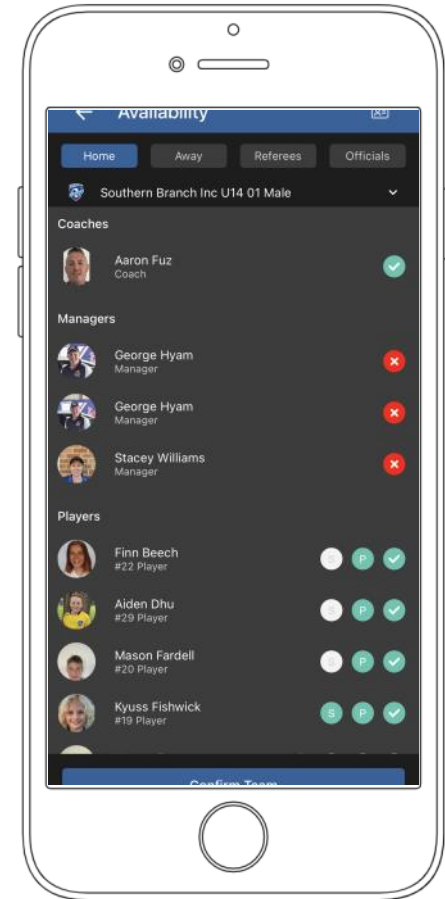 Availability
Home Away Referees Officials
Southern Branch Inc U14 01 Male
Coaches
Aaron Fuz
Coach
Managers
George Hyam
Manager
George Hyam
Manager
Stacey Williams
Manager
Players
Finn Beech
#22 Player
S P
Aiden Dhu
#29 Player
S P
Mason Fardell
#20 Player
S P
Kyuss Fishwick
#19 Player
S P
Confirm Team